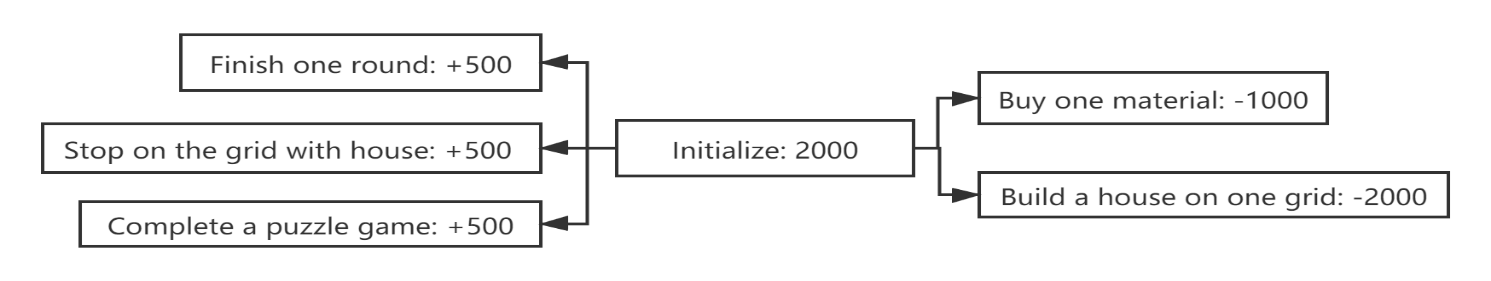 Finish one round: +500
Stop on the grid with house: +500
Complete a puzzle game: +500
Initialize: 2000
Buy one material: -1000
Build a house on one grid: -2000